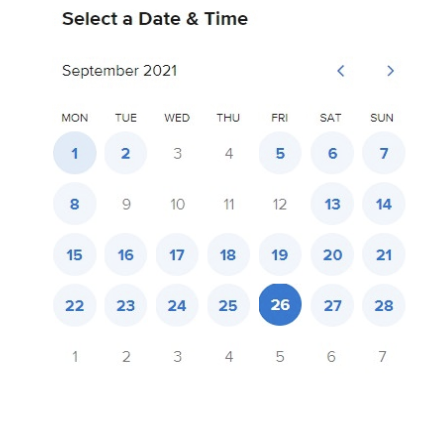 Select a Date & Time
September 2021
MON TUE WED THU FRI SAT SUN
1 2 3 4 5 6 7
8 9 10 11 12 13 14
15 16 17 18 19 20 21
22 23 24 25 26 27 28
1 2 3 4 5 6 7